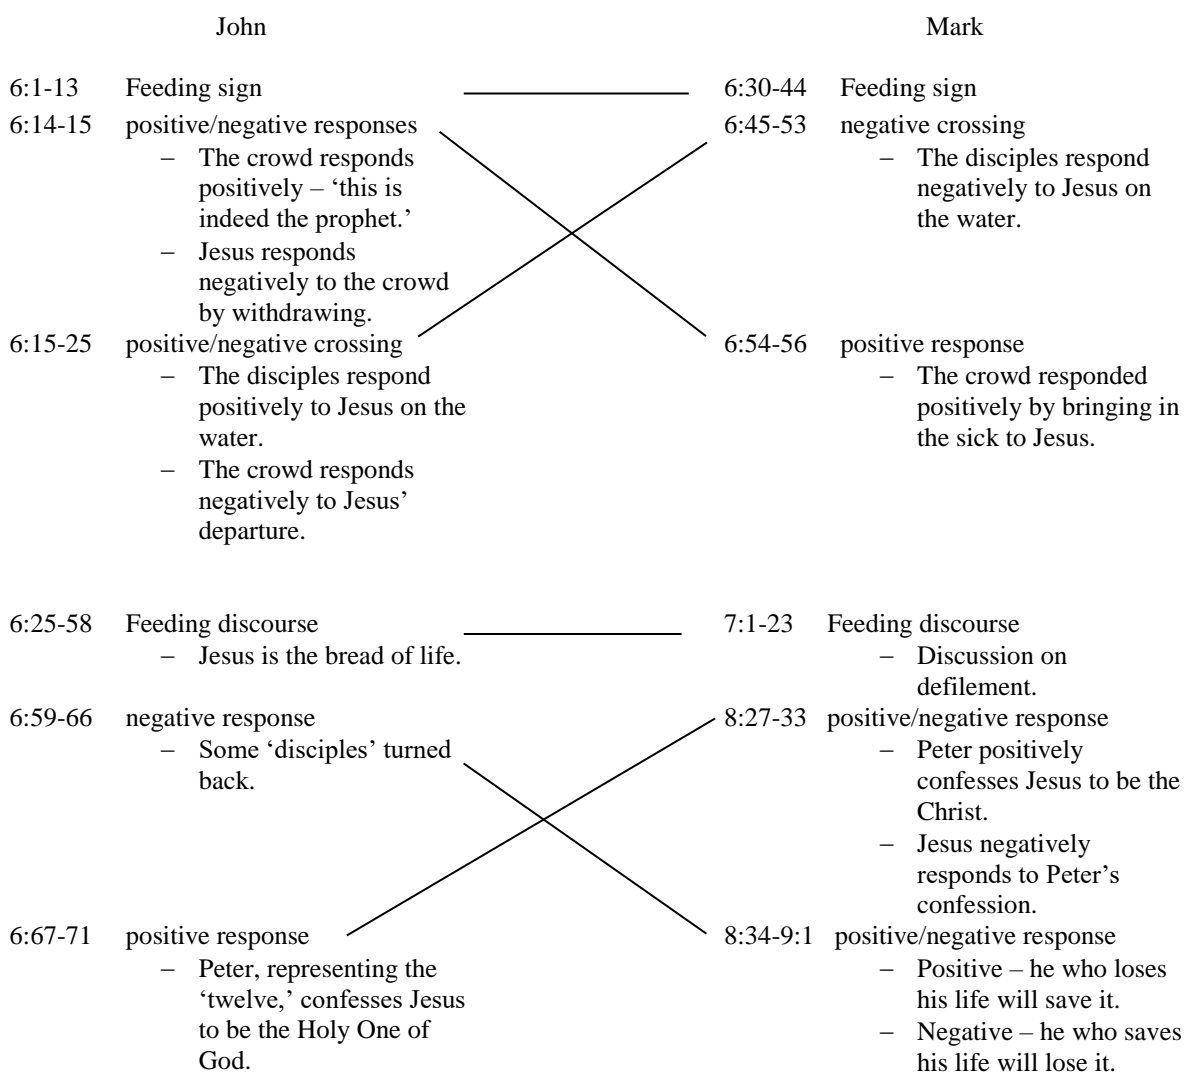 John Mark
6:1-13 Feeding sign 6:30-44 Feeding sign
6:14-15 positive/negative responses 6:45-53 negative crossing
– The crowd responds – The disciples respond
positively – ‘this is negatively to Jesus on
indeed the prophet.’ the water.
– Jesus responds
negatively to the crowd
by withdrawing.
6:15-25 positive/negative crossing 6:54-56 positive response
– The disciples respond – The crowd responded
positively to Jesus on the positively by bringing in
water. the sick to Jesus.
– The crowd responds
negatively to Jesus’
departure.
6:25-58 Feeding discourse 7:1-23 Feeding discourse
– Jesus is the bread of life. – Discussion on
defilement.
6:59-66 negative response 8:27-33 positive/negative response
– Some ‘disciples’ turned – Peter positively
back. confesses Jesus to be the
Christ.
– Jesus negatively
responds to Peter’s
confession.
6:67-71 positive response 8:34-9:1 positive/negative response
– Peter, representing the – Positive – he who loses
‘twelve,’ confesses Jesus his life will save it.
to be the Holy One of – Negative – he who saves
God. his life will lose it.